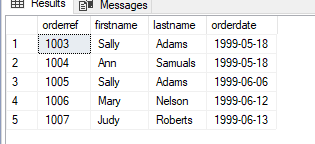 Results Messages
orderref firstname lastname orderdate
1 1003 Sally Adams 1999-05-18
2 1004 Ann Samuals 1999-05-18
3 1005 Sally Adams 1999-06-06
4 1006 Mary Nelson 1999-06-12
5 1007 Judy Roberts 1999-06-13